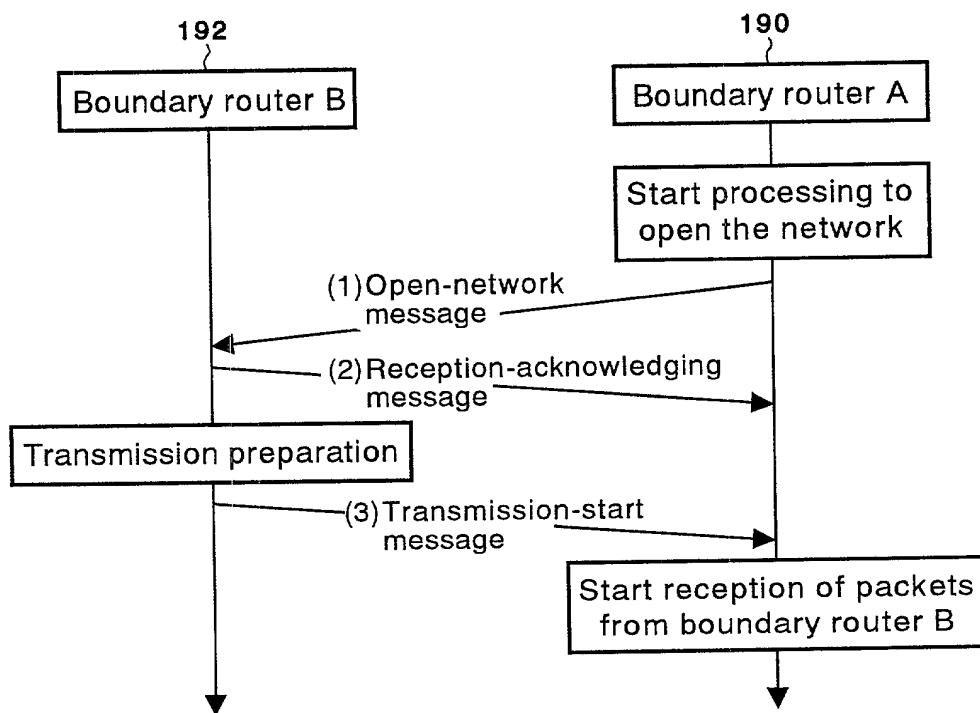 192
190
Boundary router B
Boundary router A
Start processing to
open the network
(1) Open-network
message
(2) Reception-acknowledging
message
Transmission preparation
(3) Transmission-start
message
Start reception of packets
from boundary router B